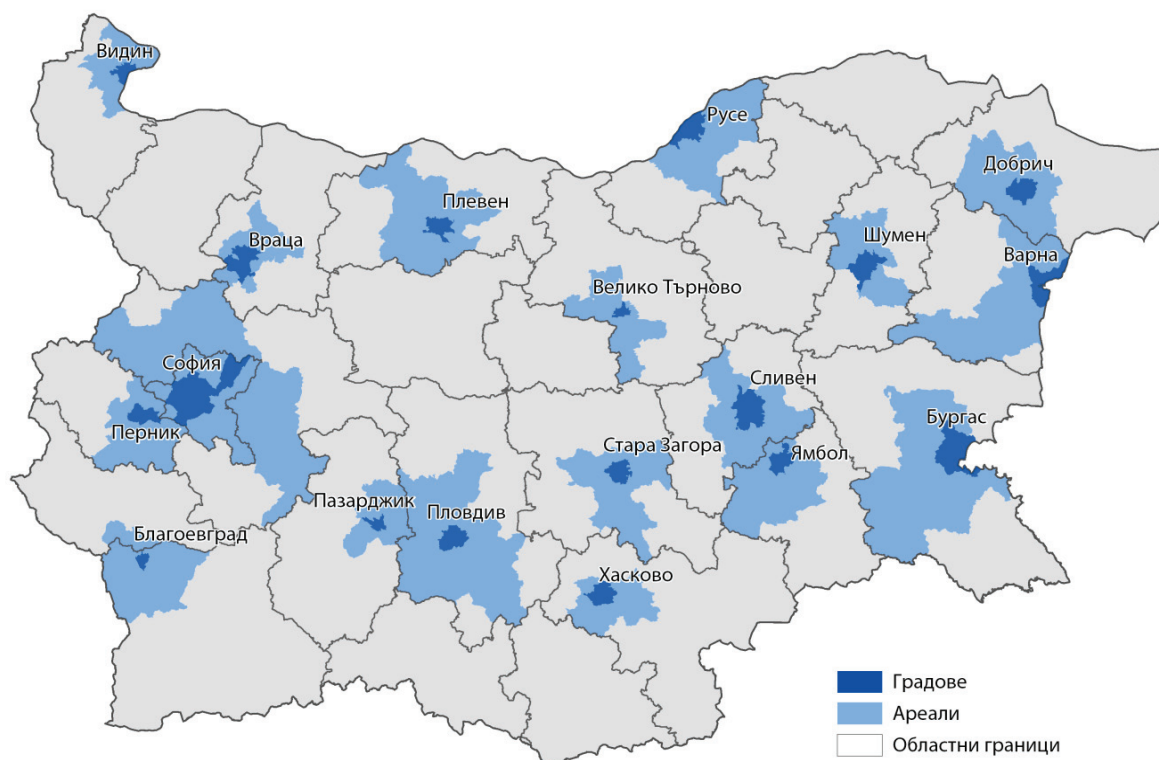 Видин
Русе
Добрич
Плевен
Враца
Шумен
Варна
Велико Търново
София
Сливен
Перник
Бургас
Стара Загора
Ямбол
Пазарджик
Пловдив
Благоевград
Хасково
Градове
Ареали
Областни граници